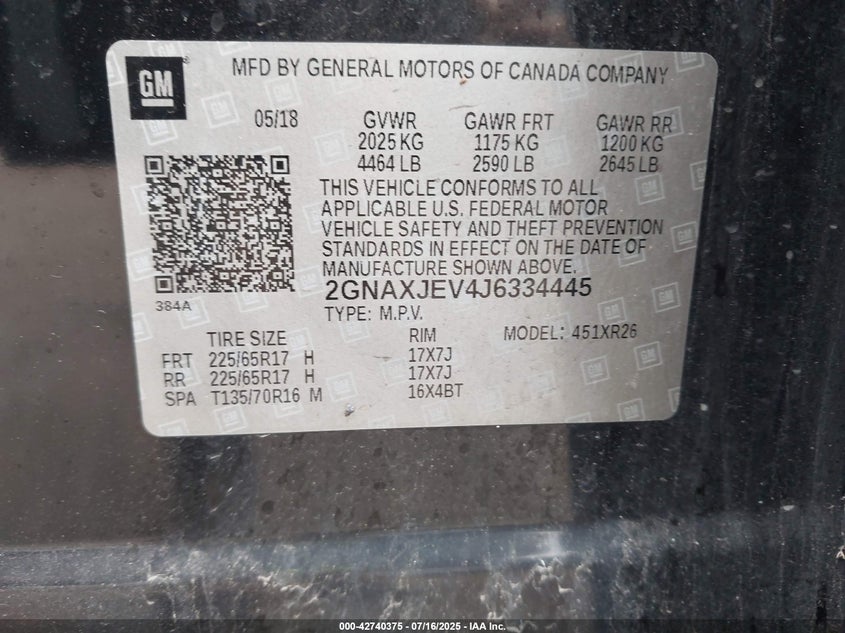 GM
MFD BY GENERAL MOTORS OF CANADA COMPANY
05/18 GVWR GAWR FRT GAWR RR
2025 KG 1175 KG 1200 KG
4464 LB 2590 LB 2645 LB
THIS VEHICLE CONFORMS TO ALL
APPLICABLE U.S. FEDERAL MOTOR
VEHICLE SAFETY AND THEFT PREVENTION
STANDARDS IN EFFECT ON THE DATE OF
MANUFACTURE SHOWN ABOVE.
384A
2GNAXJEV4J6334445
TYPE: M.P.V.
TIRE SIZE RIM MODEL: 451XR26
FRT 225/65R17 H 17X7J
RR 225/65R17 H 17X7J
SPA T135/70R16 M 16X4BT
000-42740375 - 07/16/2025 - IAA Inc.